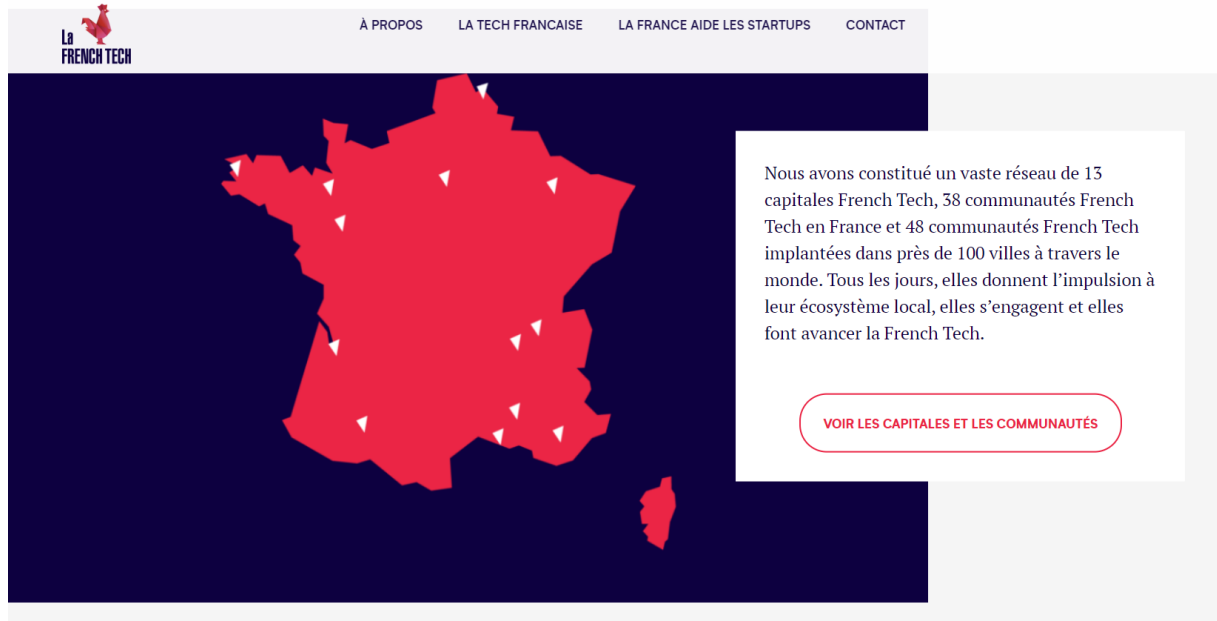 La
FRENCH TECH
À PROPOS
LA TECH FRANCAISE
LA FRANCE AIDE LES STARTUPS
CONTACT
Nous avons constitué un vaste réseau de 13
capitales French Tech, 38 communautés French
Tech en France et 48 communautés French Tech
implantées dans près de 100 villes à travers le
monde. Tous les jours, elles donnent l’impulsion à
leur écosystème local, elles s’engagent et elles
font avancer la French Tech.
VOIR LES CAPITALES ET LES COMMUNAUTÉS